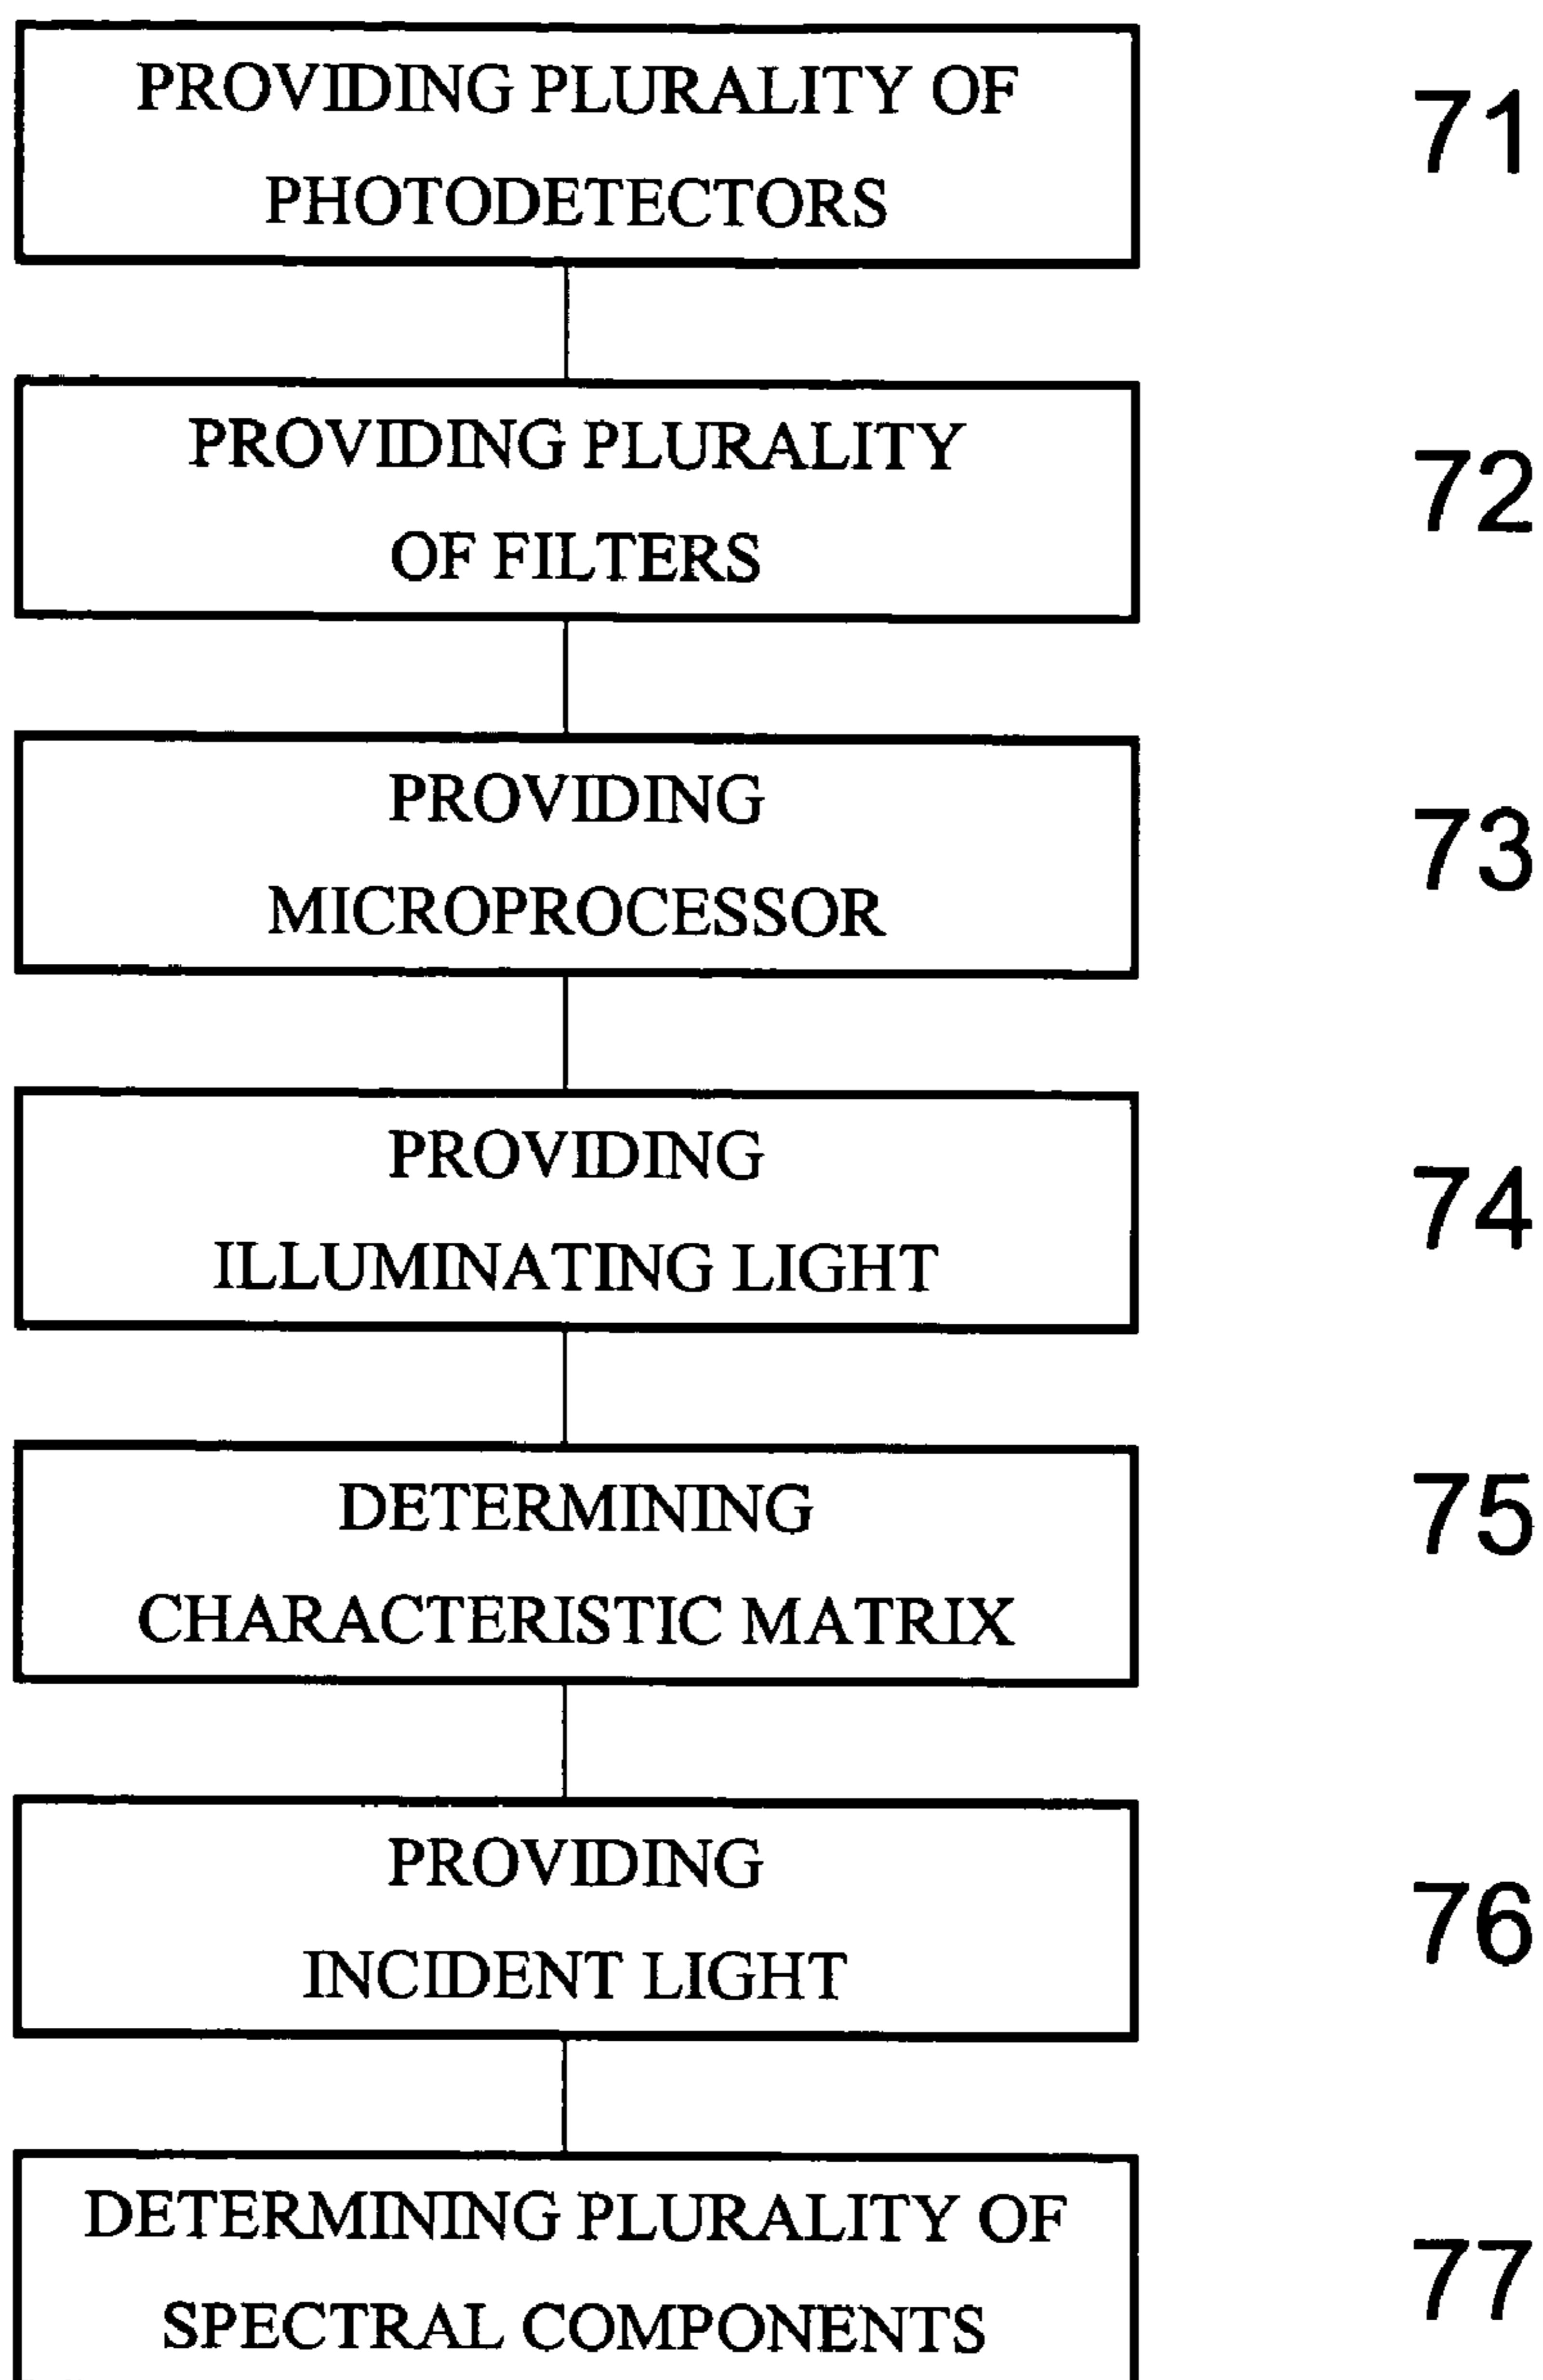 PROVIDING PLURALITY OF
PHOTODETECTORS
71
PROVIDING PLURALITY
OF FILTERS
72
PROVIDING
MICROPROCESSOR
73
PROVIDING
ILLUMINATING LIGHT
74
DETERMINING
CHARACTERISTIC MATRIX
75
PROVIDING
INCIDENT LIGHT
76
DETERMINING PLURALITY OF
SPECTRAL COMPONENTS
77